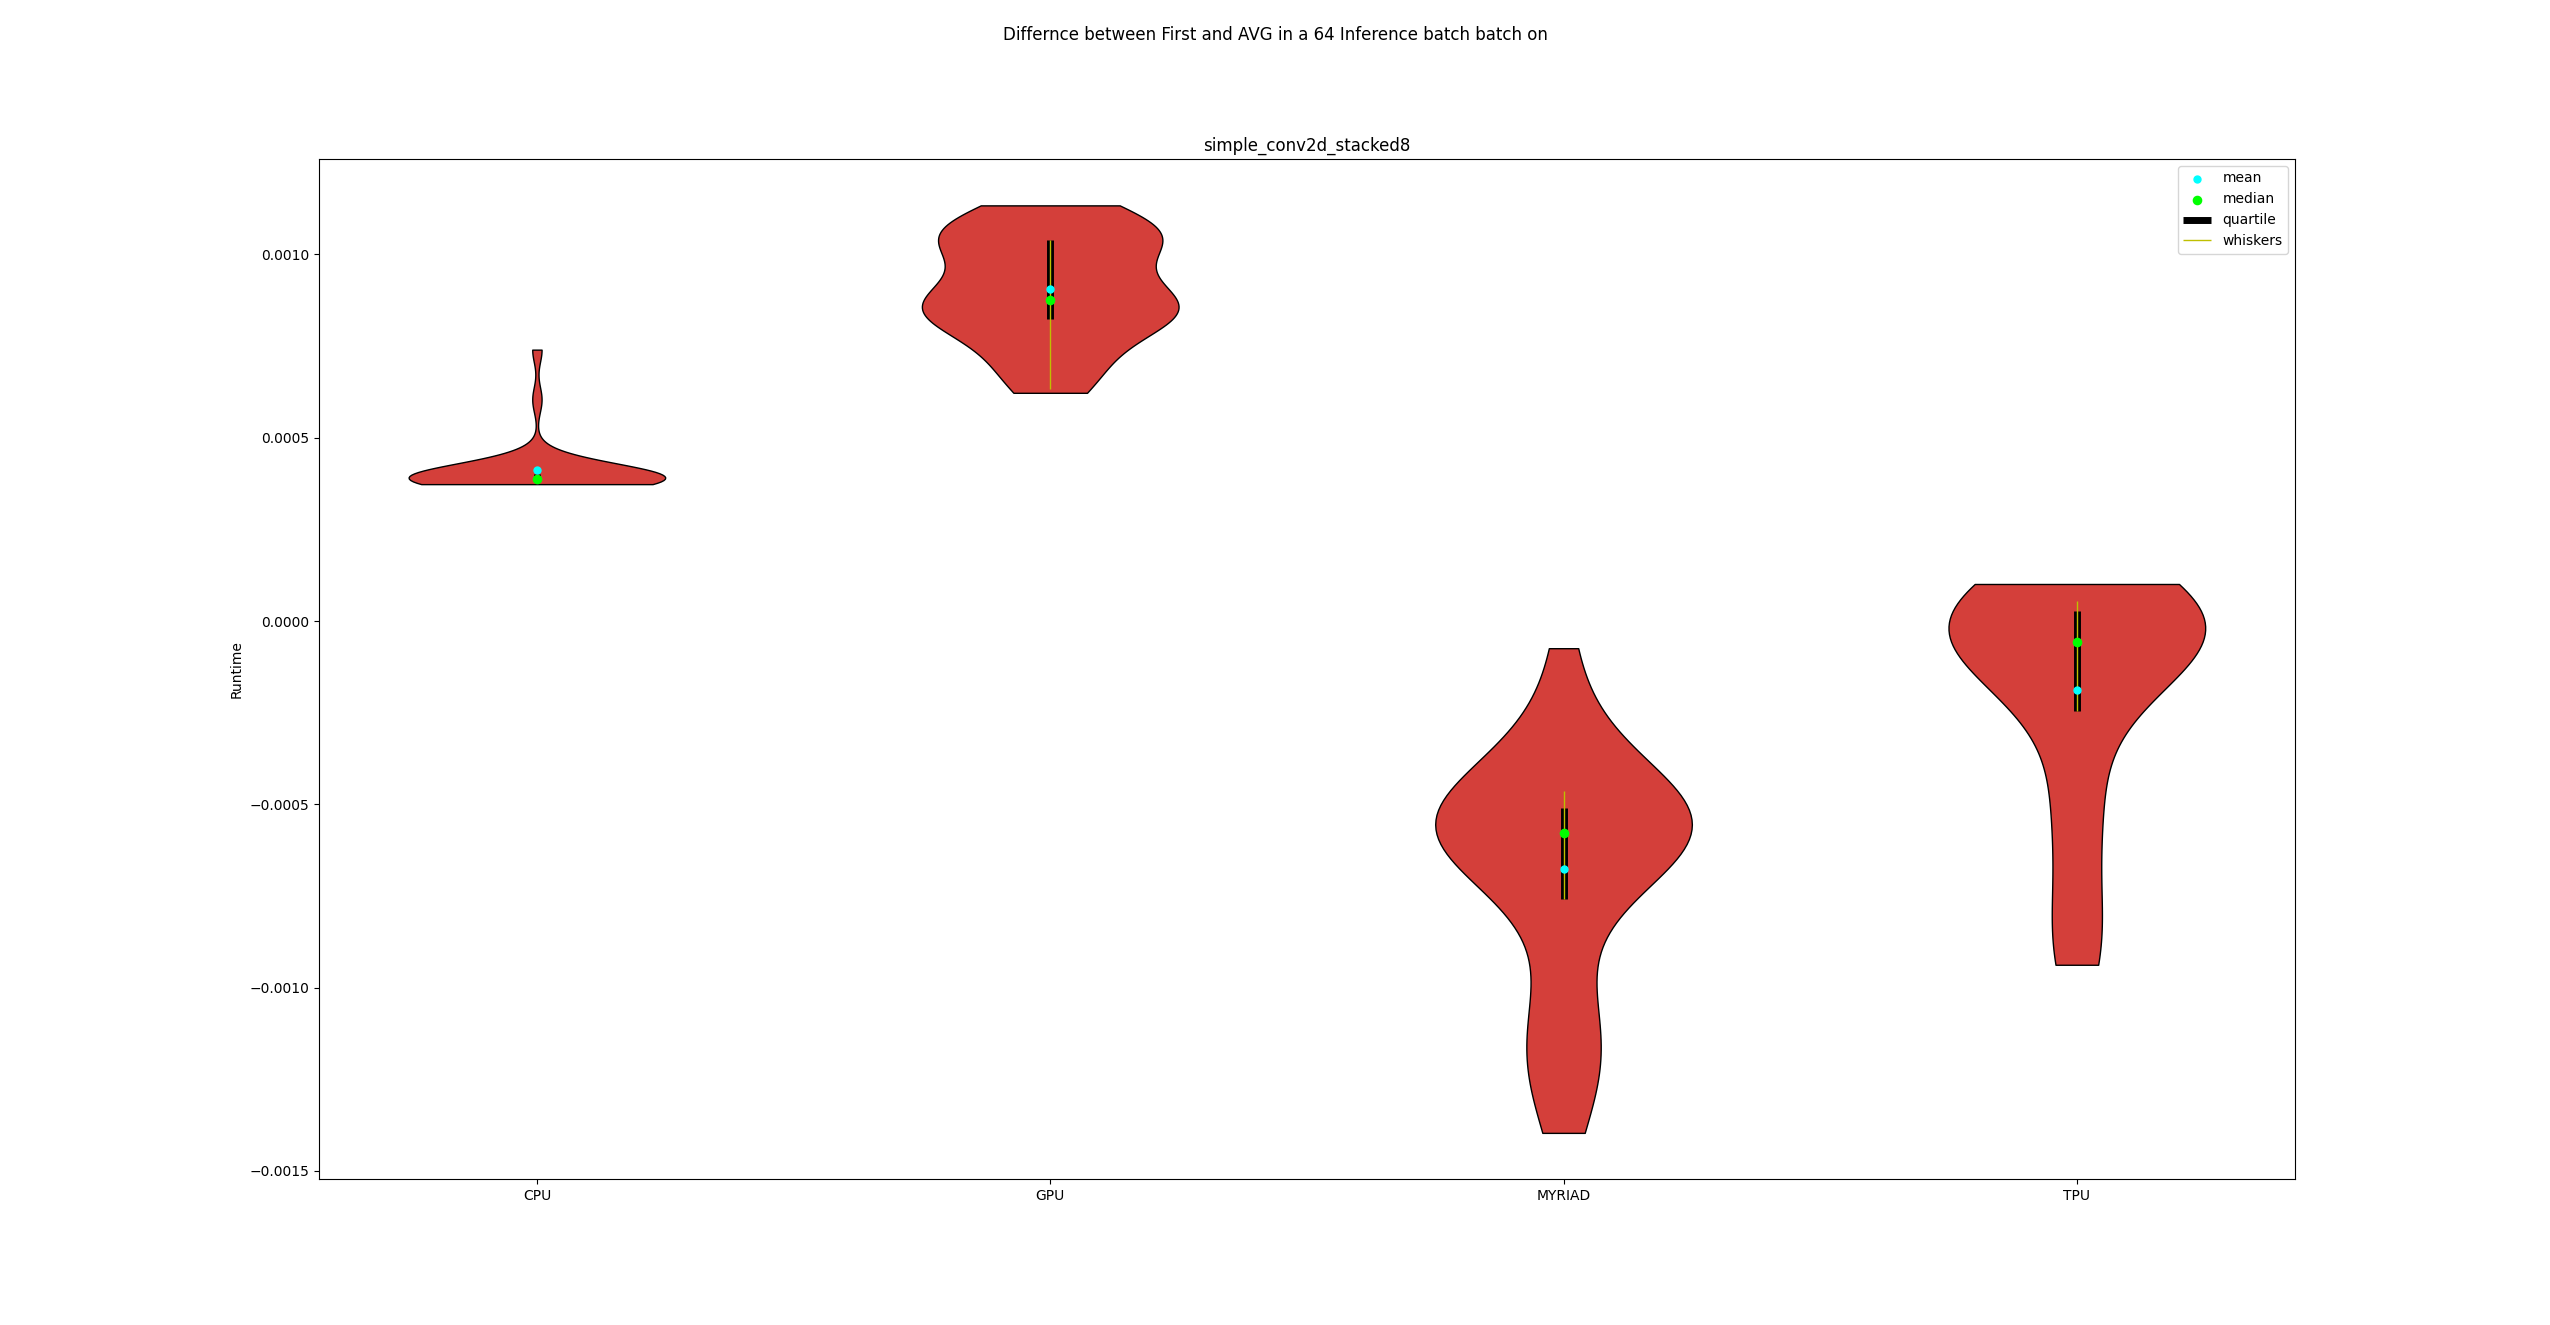 Differnce between First and AVG in a 64 Inference batch batch on
simple_conv2d_stacked8
mean
median
quartile
whiskers
0.0010
0.0005
0.0000
−0.0005
−0.0010
−0.0015
Runtime
CPU GPU MYRIAD TPU